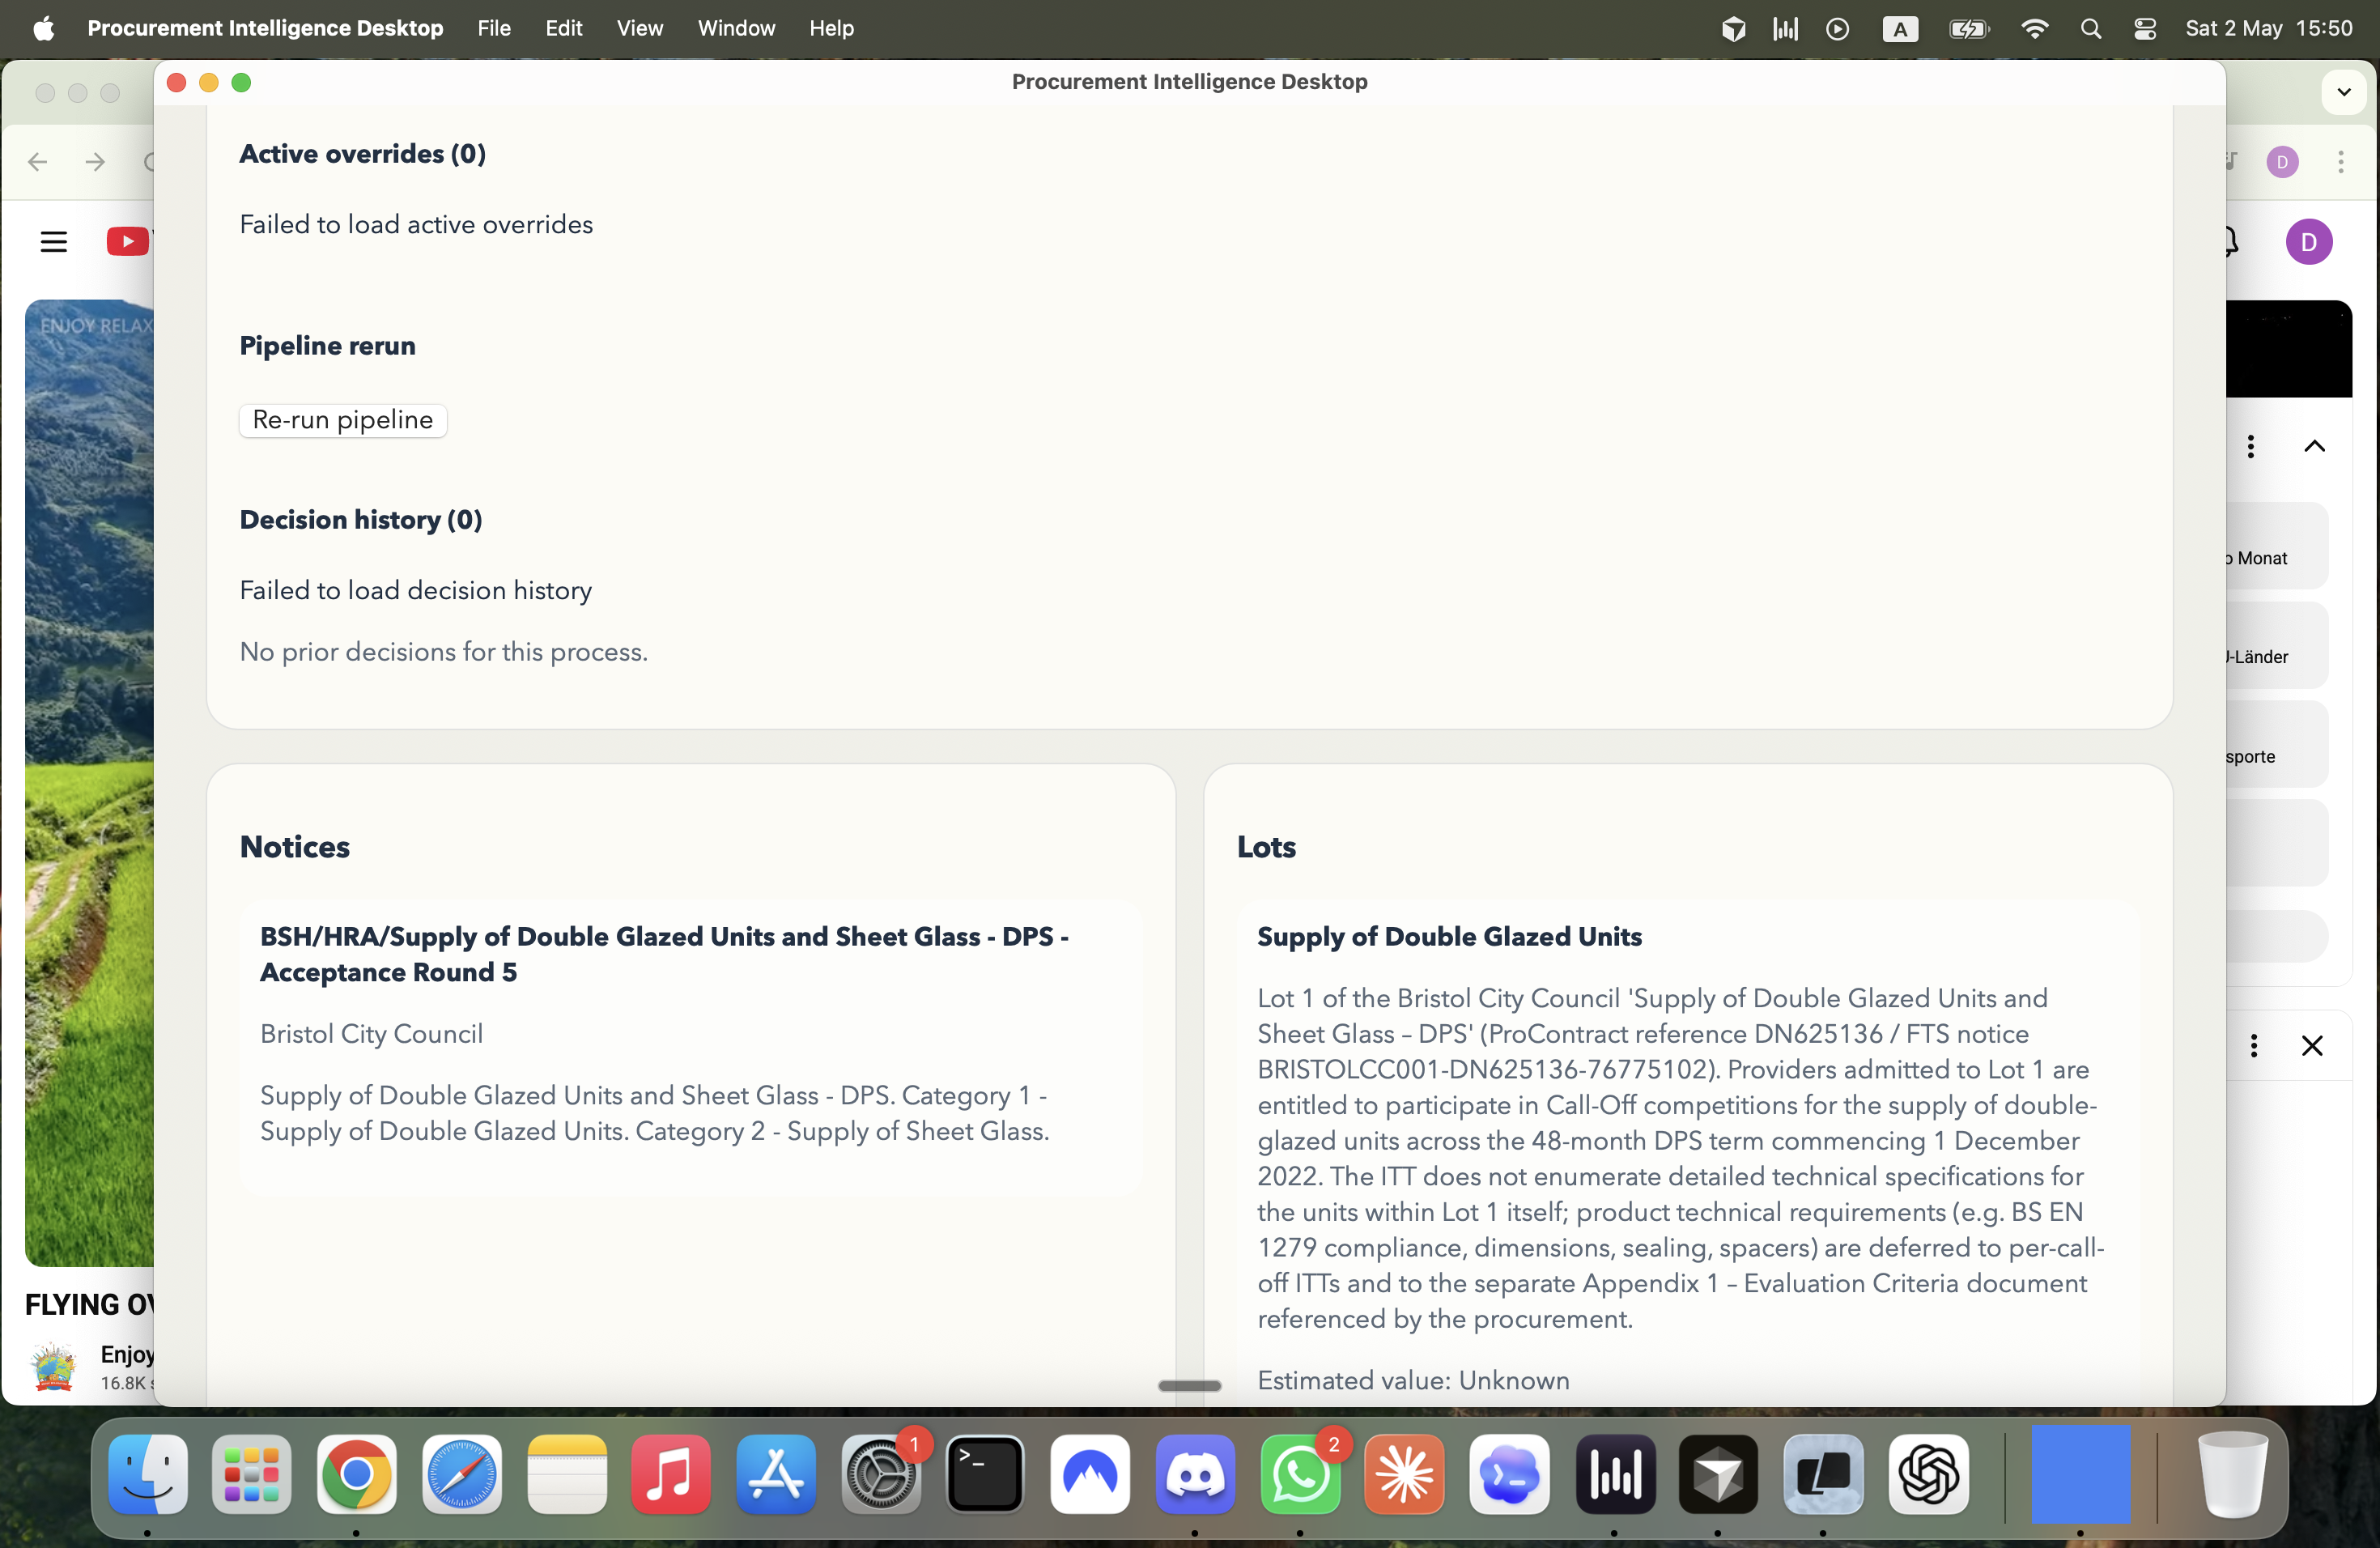 Procurement Intelligence Desktop File Edit View Window Help
A
Sat 2 May 15:50
Procurement Intelligence Desktop
D
D
ENJOY RELAX
Active overrides (0)
Failed to load active overrides
Pipeline rerun
Re-run pipeline
Decision history (0)
Failed to load decision history
No prior decisions for this process.
Monat
U-Länder
sporte
Notices
BSH/HRA/Supply of Double Glazed Units and Sheet Glass - DPS -
Acceptance Round 5
Bristol City Council
Supply of Double Glazed Units and Sheet Glass - DPS. Category 1 -
Supply of Double Glazed Units. Category 2 - Supply of Sheet Glass.
Lots
Supply of Double Glazed Units
Lot 1 of the Bristol City Council 'Supply of Double Glazed Units and
Sheet Glass – DPS' (ProContract reference DN625136 / FTS notice
BRISTOLCC001-DN625136-76775102). Providers admitted to Lot 1 are
entitled to participate in Call-Off competitions for the supply of double-
glazed units across the 48-month DPS term commencing 1 December
2022. The ITT does not enumerate detailed technical specifications for
the units within Lot 1 itself; product technical requirements (e.g. BS EN
1279 compliance, dimensions, sealing, spacers) are deferred to per-call-
off ITTs and to the separate Appendix 1 – Evaluation Criteria document
referenced by the procurement.
Estimated value: Unknown
FLYING OV
Enjoy
16.8K
1
2